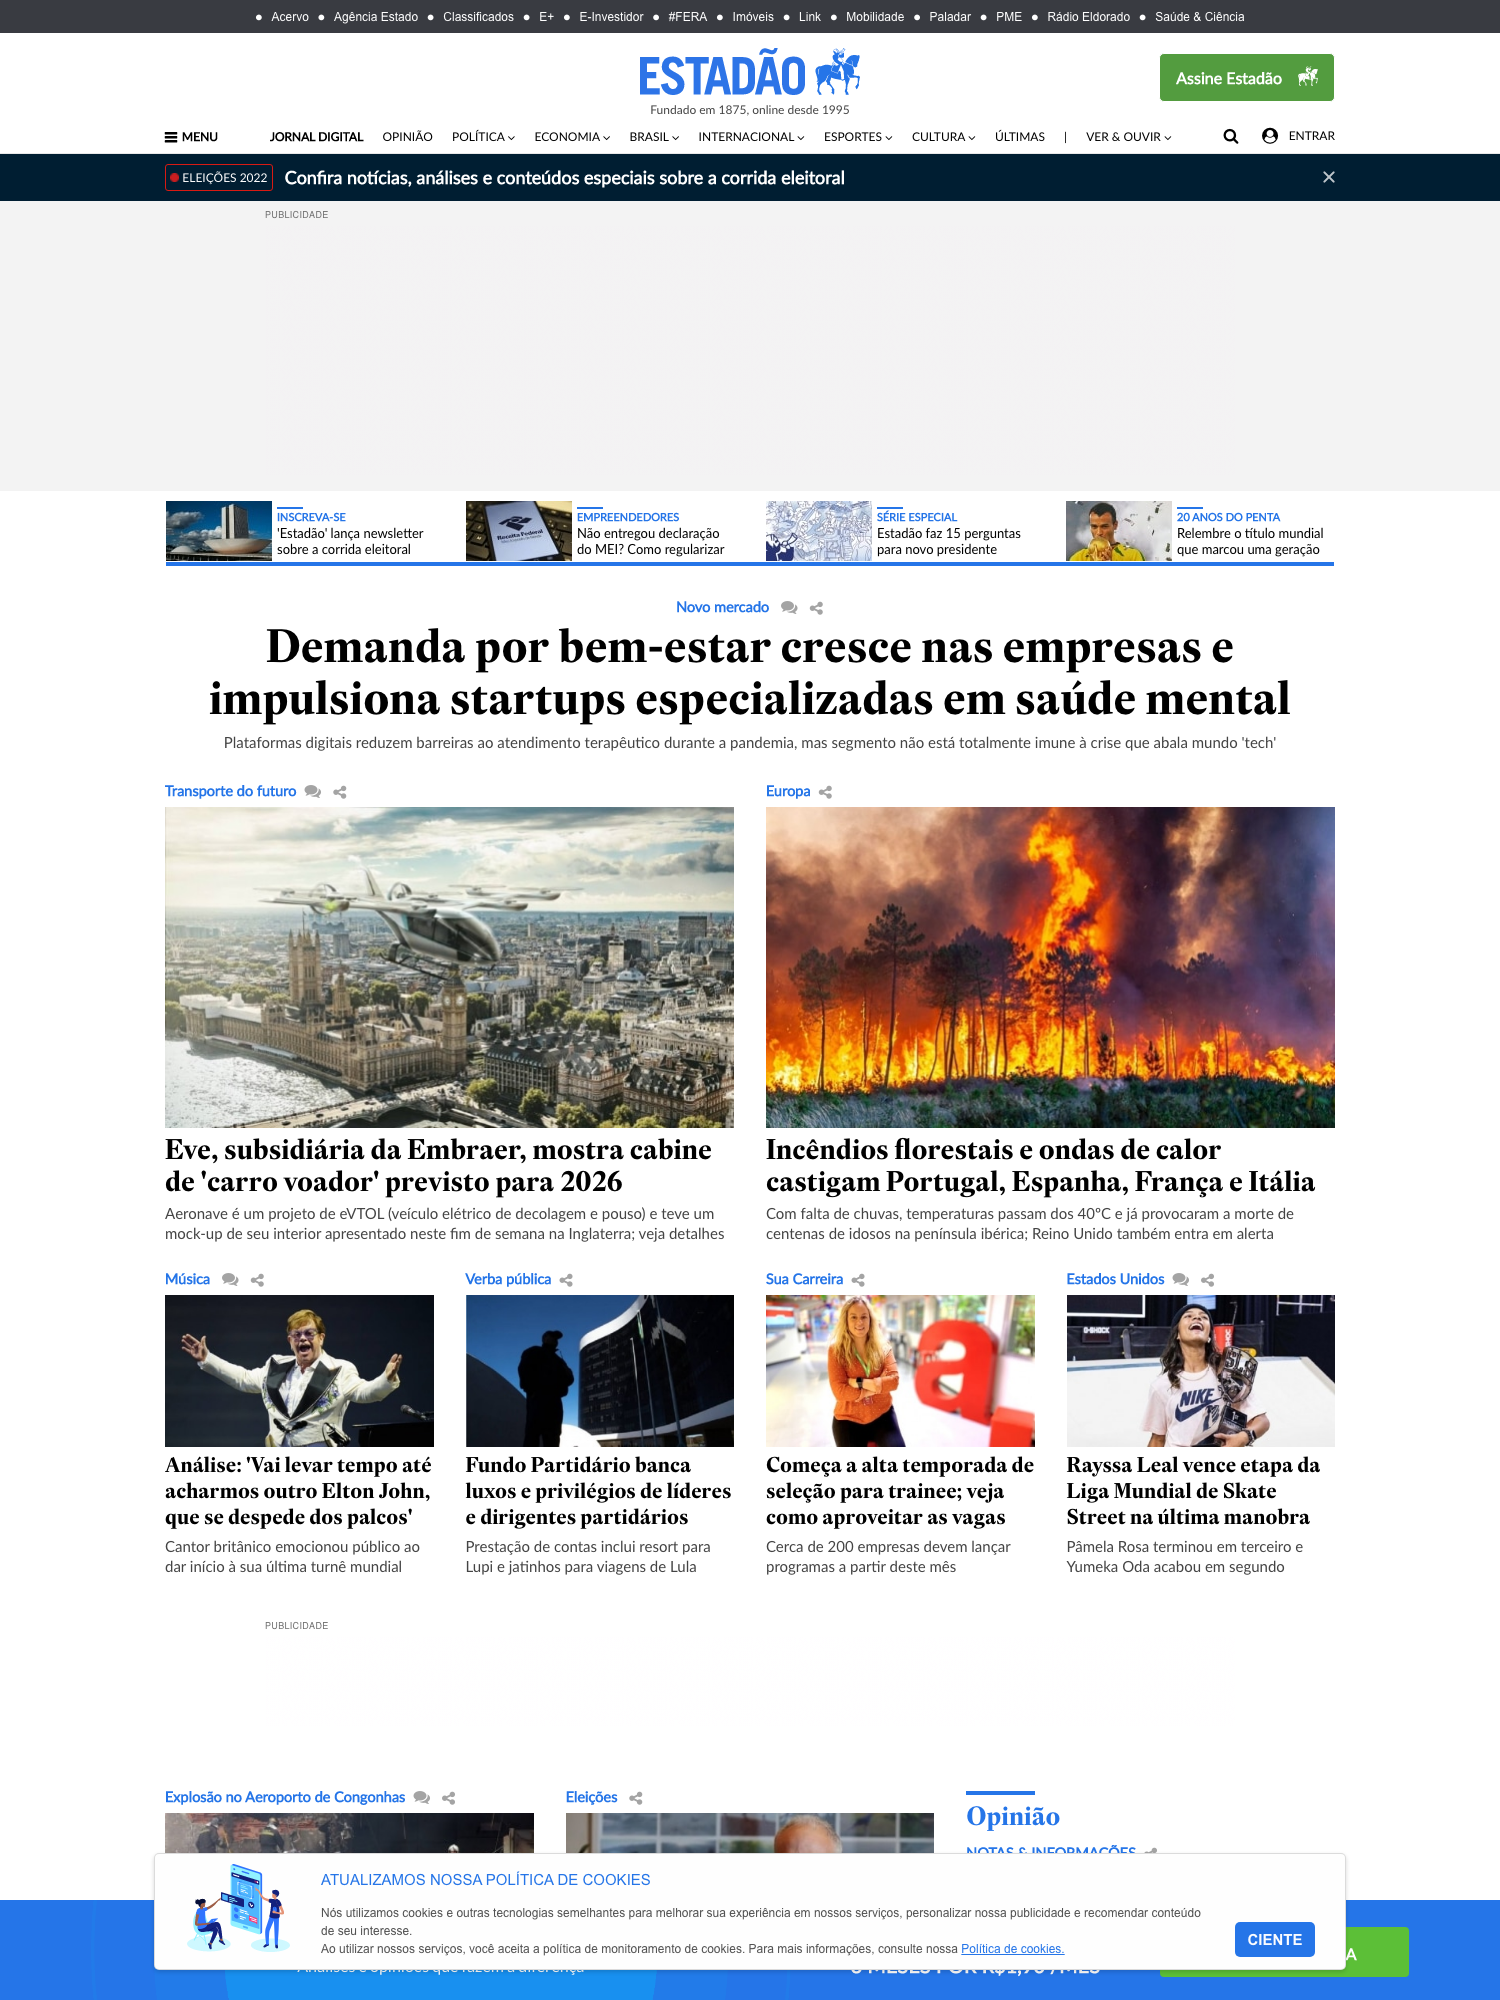 Acervo
Agência Estado
Classificados
E+
E-Investidor
#FERA
Imóveis
Link
Mobilidade
Paladar
PME
Rádio Eldorado
Saúde & Ciência
ESTADÃO
Fundado em 1875, online desde 1995
Assine Estadão
MENU
JORNAL DIGITAL
OPINIÃO
POLÍTICA
ECONOMIA
BRASIL
INTERNACIONAL
ESPORTES
CULTURA
ÚLTIMAS
|
VER & OUVIR
ENTRAR
ELEIÇÕES 2022
Confira notícias, análises e conteúdos especiais sobre a corrida eleitoral
PUBLICIDADE
INSCREVA-SE
'Estadão' lança newsletter
sobre a corrida eleitoral
Receita Federal
EMPREENDEDORES
Não entregou declaração
do MEI? Como regularizar
SÉRIE ESPECIAL
Estadão faz 15 perguntas
para novo presidente
20 ANOS DO PENTA
Relembre o título mundial
que marcou uma geração
Novo mercado
Demanda por bem-estar cresce nas empresas e
impulsiona startups especializadas em saúde mental
Plataformas digitais reduzem barreiras ao atendimento terapêutico durante a pandemia, mas segmento não está totalmente imune à crise que abala mundo 'tech'
Transporte do futuro
Eve, subsidiária da Embraer, mostra cabine
de 'carro voador' previsto para 2026
Aeronave é um projeto de eVTOL (veículo elétrico de decolagem e pouso) e teve um
mock-up de seu interior apresentado neste fim de semana na Inglaterra; veja detalhes
Europa
Incêndios florestais e ondas de calor
castigam Portugal, Espanha, França e Itália
Com falta de chuvas, temperaturas passam dos 40ºC e já provocaram a morte de
centenas de idosos na península ibérica; Reino Unido também entra em alerta
Música
Análise: 'Vai levar tempo até
acharmos outro Elton John,
que se despede dos palcos'
Cantor britânico emocionou público ao
dar início à sua última turnê mundial
Verba pública
Fundo Partidário banca
luxos e privilégios de líderes
e dirigentes partidários
Prestação de contas inclui resort para
Lupi e jatinhos para viagens de Lula
Sua Carreira
a
Começa a alta temporada de
seleção para trainee; veja
como aproveitar as vagas
Cerca de 200 empresas devem lançar
programas a partir deste mês
Estados Unidos
G-SHOCK
SLS
NIKE
Rayssa Leal vence etapa da
Liga Mundial de Skate
Street na última manobra
Pâmela Rosa terminou em terceiro e
Yumeka Oda acabou em segundo
PUBLICIDADE
Explosão no Aeroporto de Congonhas
Eleições
Opinião
NOTAS & INFORMAÇÕES
ATUALIZAMOS NOSSA POLÍTICA DE COOKIES
Nós utilizamos cookies e outras tecnologias semelhantes para melhorar sua experiência em nossos serviços, personalizar nossa publicidade e recomendar conteúdo
de seu interesse.
Ao utilizar nossos serviços, você aceita a política de monitoramento de cookies. Para mais informações, consulte nossa Política de cookies.
CIENTE
A
Análises e opiniões que fazem a diferença